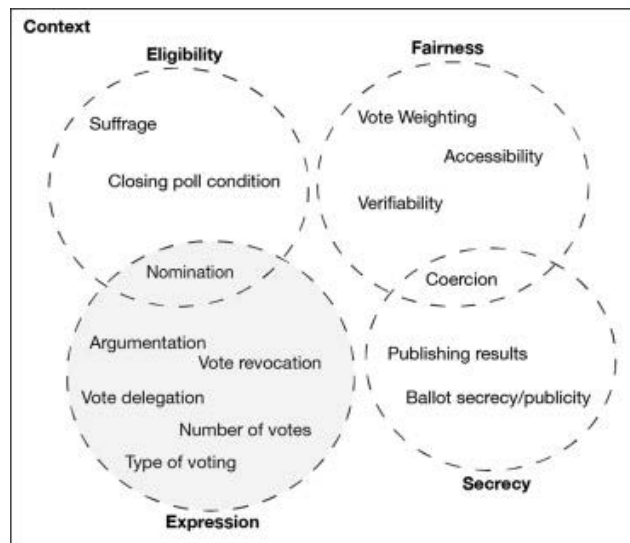 Context
Eligibility
Fairness
Suffrage
Vote Weighting
Accessibility
Closing poll condition
Verifiability
Nomination
Coercion
Argumentation
Vote revocation
Publishing results
Vote delegation
Ballot secrecy/publicity
Number of votes
Type of voting
Secrecy
Expression